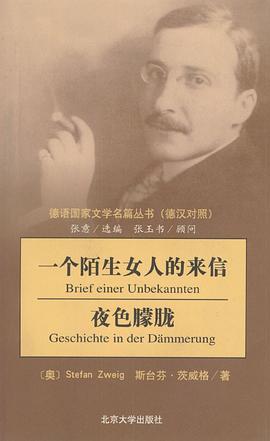 德语国家文学名篇丛书（德汉对照）
张意／选编 张玉书／顾问
一个陌生女人的来信
Brief einer Unbekannten
夜色朦胧
Geschichte in der Dämmerung
〔奥〕Stefan Zweig 斯台芬·茨威格／著
北京大学出版社